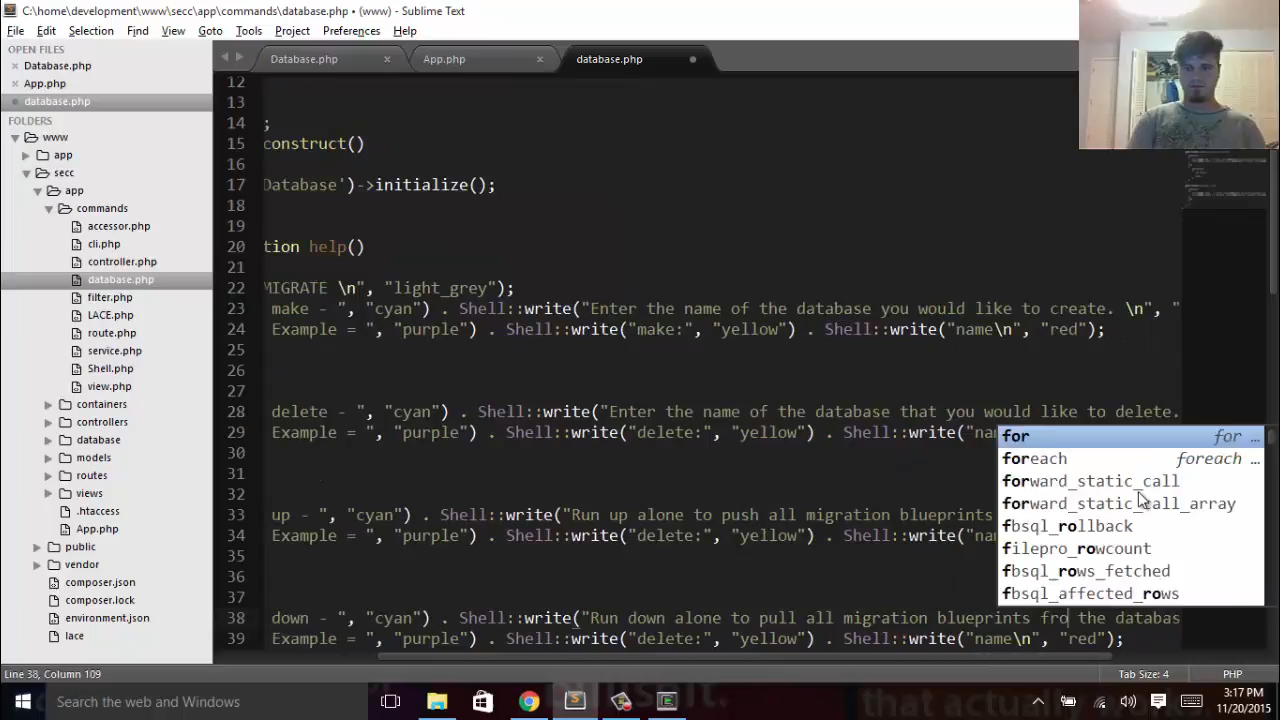 C:\home\development\www\secc\app\commands\database.php • (www) - Sublime Text
File Edit Selection Find View Goto Tools Project Preferences Help
OPEN FILES
Database.php
App.php
database.php
FOLDERS
www
app
secc
app
commands
accessor.php
cli.php
controller.php
database.php
filter.php
LACE.php
route.php
service.php
Shell.php
view.php
containers
controllers
database
models
routes
views
.htaccess
App.php
public
vendor
composer.json
composer.lock
environment.json
lace
Database.php App.php database.php
12
13
14 ;
15 construct()
16
17 Database')->initialize();
18
19
20 tion help()
21
22 MIGRATE \n", "light_grey");
23 make - ", "cyan") . Shell::write("Enter the name of the database you would like to create. \n", "
24 Example = ", "purple") . Shell::write("make:", "yellow") . Shell::write("name\n", "red");
25
26
27
28 delete - ", "cyan") . Shell::write("Enter the name of the database that you would like to delete.
29 Example = ", "purple") . Shell::write("delete:", "yellow") . Shell::write("na
30
31
32
33 up - ", "cyan") . Shell::write("Run up alone to push all migration blueprints
34 Example = ", "purple") . Shell::write("delete:", "yellow") . Shell::write("na
35
36
37
38 down - ", "cyan") . Shell::write("Run down alone to pull all migration blueprints fro the databas
39 Example = ", "purple") . Shell::write("delete:", "yellow") . Shell::write("name\n", "red");
for for ...
foreach foreach ...
forward_static_call
forward_static_call_array
fbsql_rollback
filepro_rowcount
fbsql_rows_fetched
fbsql_affected_rows
Line 38, Column 109 Tab Size: 4 PHP
Search the web and Windows
3:17 PM
11/20/2015